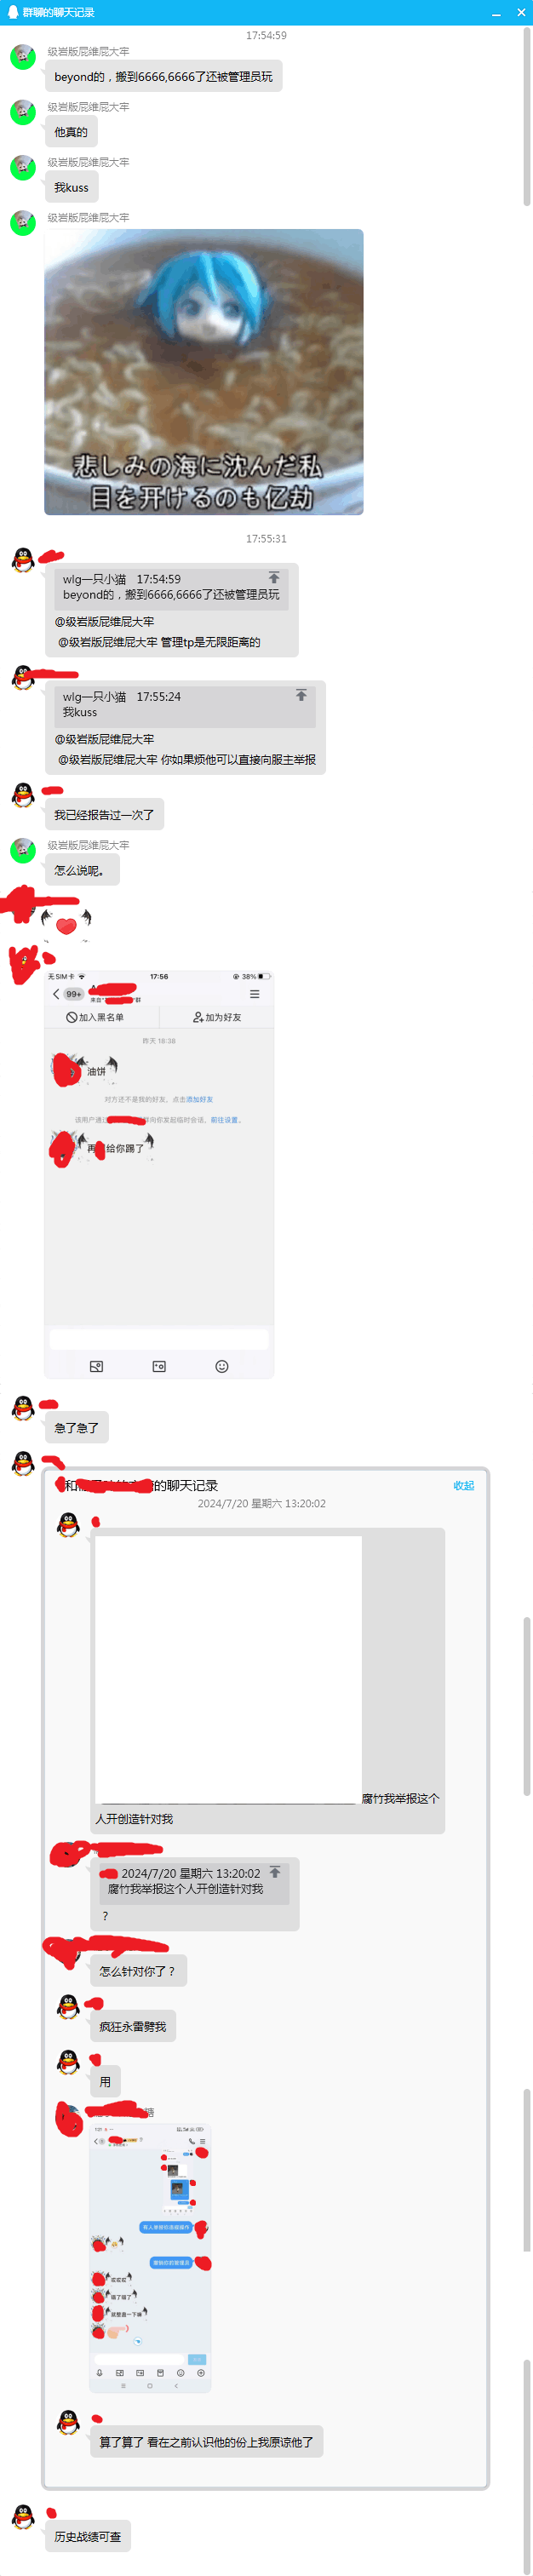 群聊的聊天记录
17:54:59
级岩版屁维屁大牢
beyond的，搬到6666,6666了还被管理员玩
级岩版屁维屁大牢
他真的
级岩版屁维屁大牢
我kuss
级岩版屁维屁大牢
悲しみの海に沈んだ私
目を开けるのも亿劫
17:55:31
wlg一只小猫 17:54:59
beyond的，搬到6666,6666了还被管理员玩
@级岩版屁维屁大牢
@级岩版屁维屁大牢 管理tp是无限距离的
wlg一只小猫 17:55:24
我kuss
@级岩版屁维屁大牢
@级岩版屁维屁大牢 你如果烦他可以直接向服主举报
我已经报告过一次了
级岩版屁维屁大牢
怎么说呢。
无SIM卡 17:56 38%
99+
来自"
群
加入黑名单 加为好友
昨天 18:38
油饼
对方还不是我的好友，点击添加好友
该用户通过
向你发起临时会话，前往设置。
再
给你踢了
急了急了
和
的聊天记录 收起
2024/7/20 星期六 13:20:02
腐竹我举报这个
人开创造针对我
2024/7/20 星期六 13:20:02
腐竹我举报这个人开创造针对我
？
怎么针对你了？
疯狂永雷劈我
用
糖
哎哎哎
算了算了 看在之前认识他的份上我原谅他了
历史战绩可查